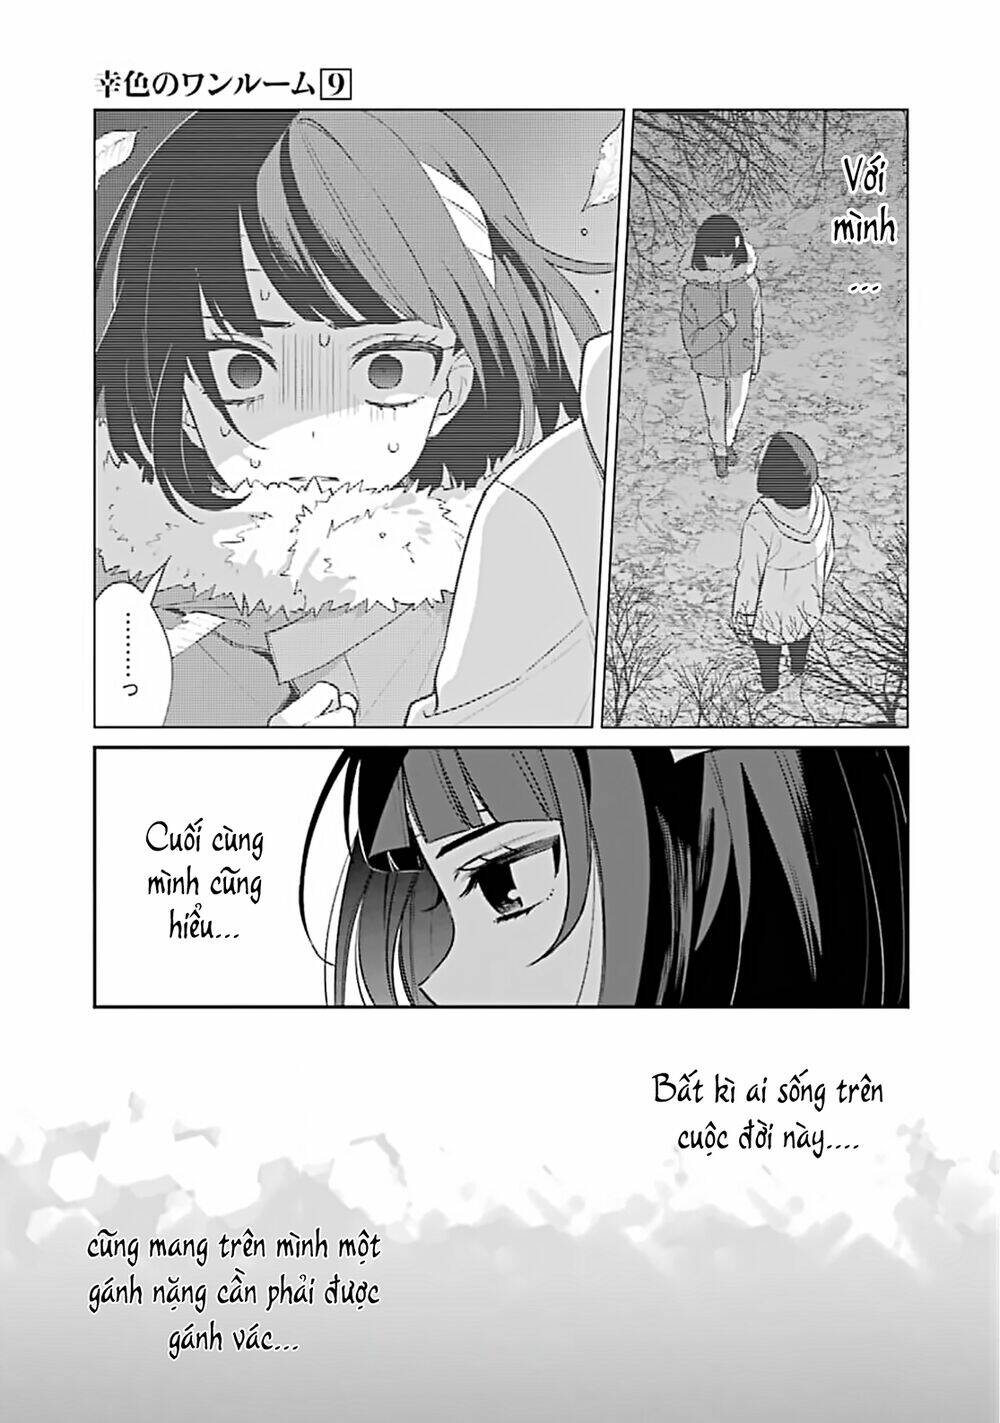 幸色のワンルーム 9
Với
mình
...
………っ
Cuối cùng
mình cũng
hiểu...
Bất kì ai sống trên
cuộc đời này....
cũng mang trên mình một
gánh nặng cần phải được
gánh vác...